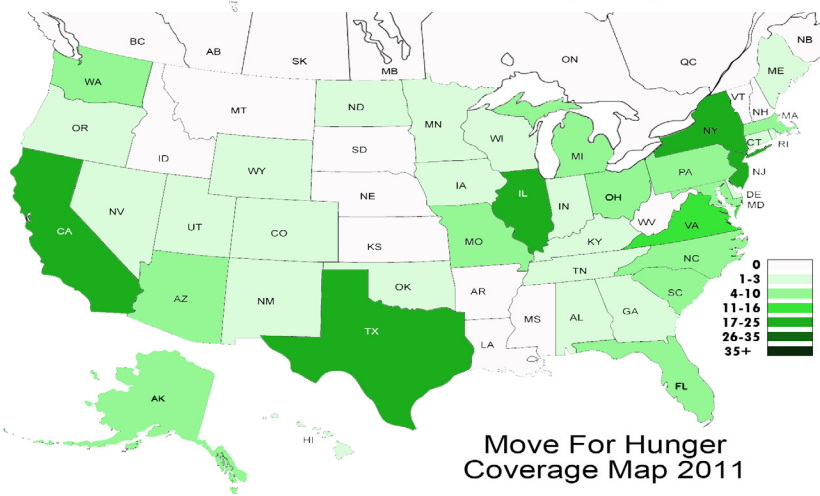 BC
AB
SK
MB
ON
QC
NB
WA
MT
ND
MN
ME
VT
NH
MA
OR
ID
SD
WI
MI
NY
CT
RI
WY
IA
PA
NJ
NE
IL
IN
OH
DE
MD
NV
UT
CO
WV
VA
CA
KS
MO
KY
NC
AZ
NM
OK
AR
TN
SC
TX
MS
AL
GA
LA
FL
AK
HI
0
1-3
4-10
11-16
17-25
26-35
35+
Move For Hunger
Coverage Map 2011